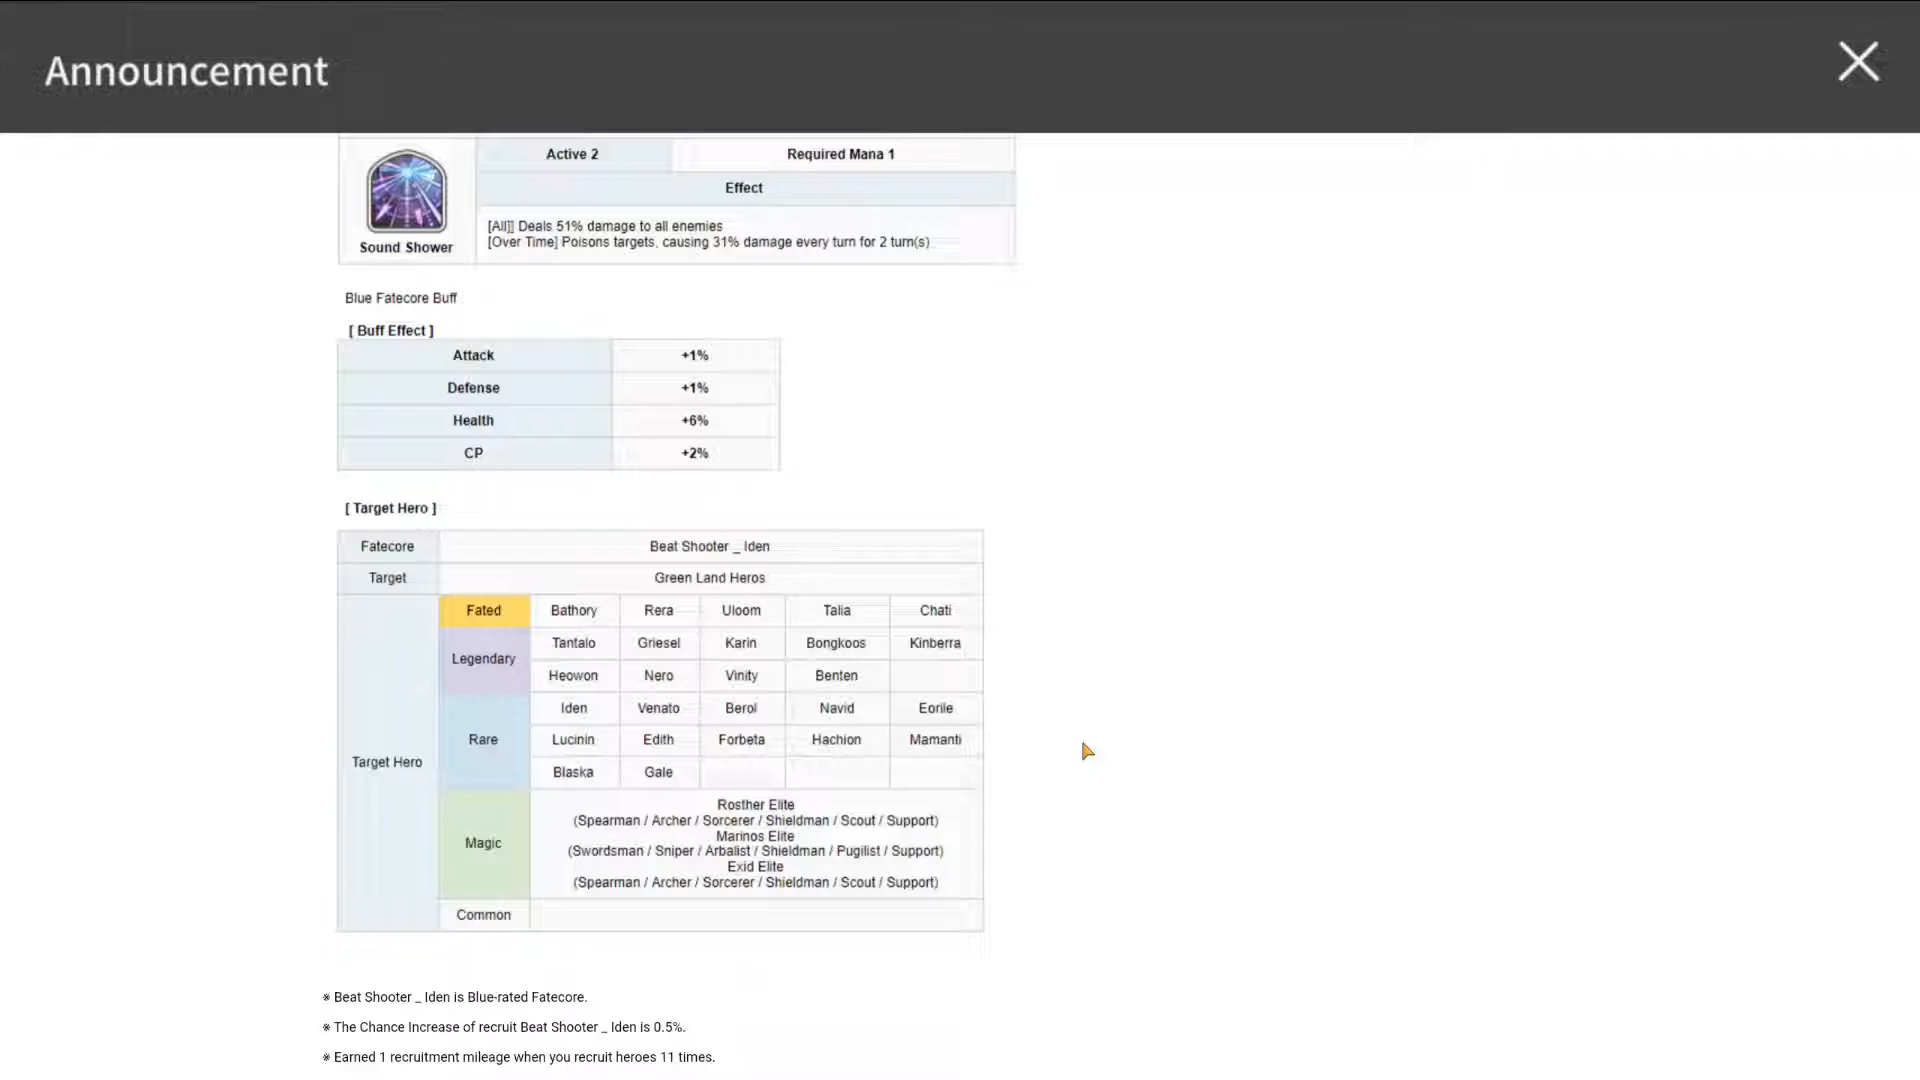 Announcement
Active 2 Required Mana 1
Effect
[All]] Deals 51% damage to all enemies
[Over Time] Poisons targets, causing 31% damage every turn for 2 turn(s)
Sound Shower
Blue Fatecore Buff
[ Buff Effect ]
Attack +1%
Defense +1%
Health +6%
CP +2%
[ Target Hero ]
Fatecore Beat Shooter _ Iden
Target Green Land Heros
Fated Bathory Rera Uloom Talia Chati
Legendary Tantalo Griesel Karin Bongkoos Kinberra
Heowon Nero Vinity Benten
Iden Venato Berol Navid Eorile
Rare Lucinin Edith Forbeta Hachion Mamanti
Target Hero
Blaska Gale
Rosther Elite
(Spearman / Archer / Sorcerer / Shieldman / Scout / Support)
Marinos Elite
Magic
(Swordsman / Sniper / Arbalist / Shieldman / Pugilist / Support)
Exid Elite
(Spearman / Archer / Sorcerer / Shieldman / Scout / Support)
Common
※ Beat Shooter _ Iden is Blue-rated Fatecore.
※ The Chance Increase of recruit Beat Shooter _ Iden is 0.5%.
※ Earned 1 recruitment mileage when you recruit heroes 11 times.